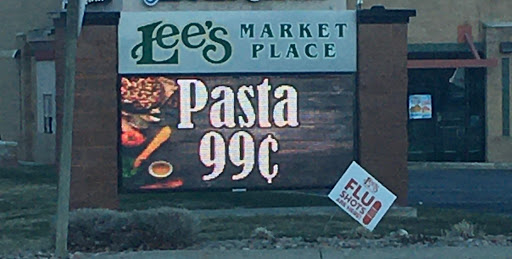 Lee's MARKET
PLACE
Pasta
99¢
FLU
SHOTS